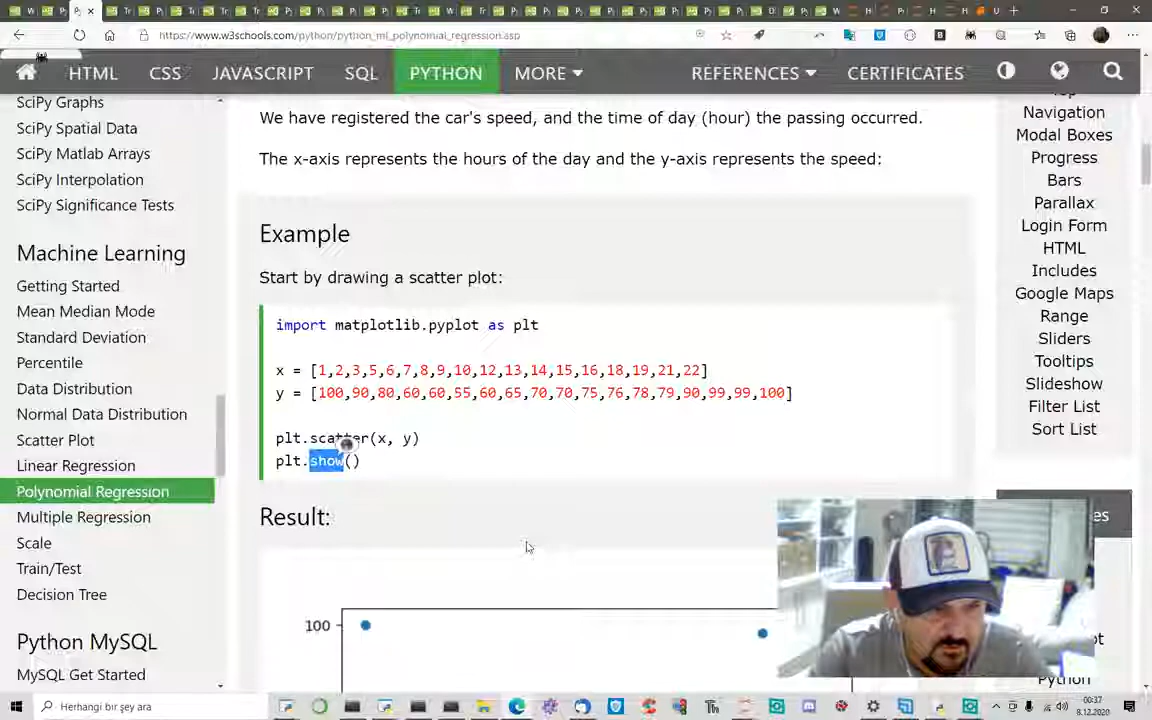 https://www.w3schools.com/python/python_ml_polynomial_regression.asp
HTML CSS JAVASCRIPT SQL PYTHON MORE REFERENCES CERTIFICATES
SciPy Graphs
SciPy Spatial Data
SciPy Matlab Arrays
SciPy Interpolation
SciPy Significance Tests
Machine Learning
Getting Started
Mean Median Mode
Standard Deviation
Percentile
Data Distribution
Normal Data Distribution
Scatter Plot
Linear Regression
Polynomial Regression
Multiple Regression
Scale
Train/Test
Decision Tree
Python MySQL
MySQL Get Started
We have registered the car's speed, and the time of day (hour) the passing occurred.
The x-axis represents the hours of the day and the y-axis represents the speed:
Example
Start by drawing a scatter plot:
import matplotlib.pyplot as plt
x = [1,2,3,5,6,7,8,9,10,12,13,14,15,16,18,19,21,22]
y = [100,90,80,60,60,55,60,65,70,70,75,76,78,79,90,99,99,100]
plt.scatter(x, y)
plt.show()
Result:
100
Navigation
Modal Boxes
Progress
Bars
Parallax
Login Form
HTML
Includes
Google Maps
Range
Sliders
Tooltips
Slideshow
Filter List
Sort List
Python
Herhangi bir şey ara
00:37
8.12.2020